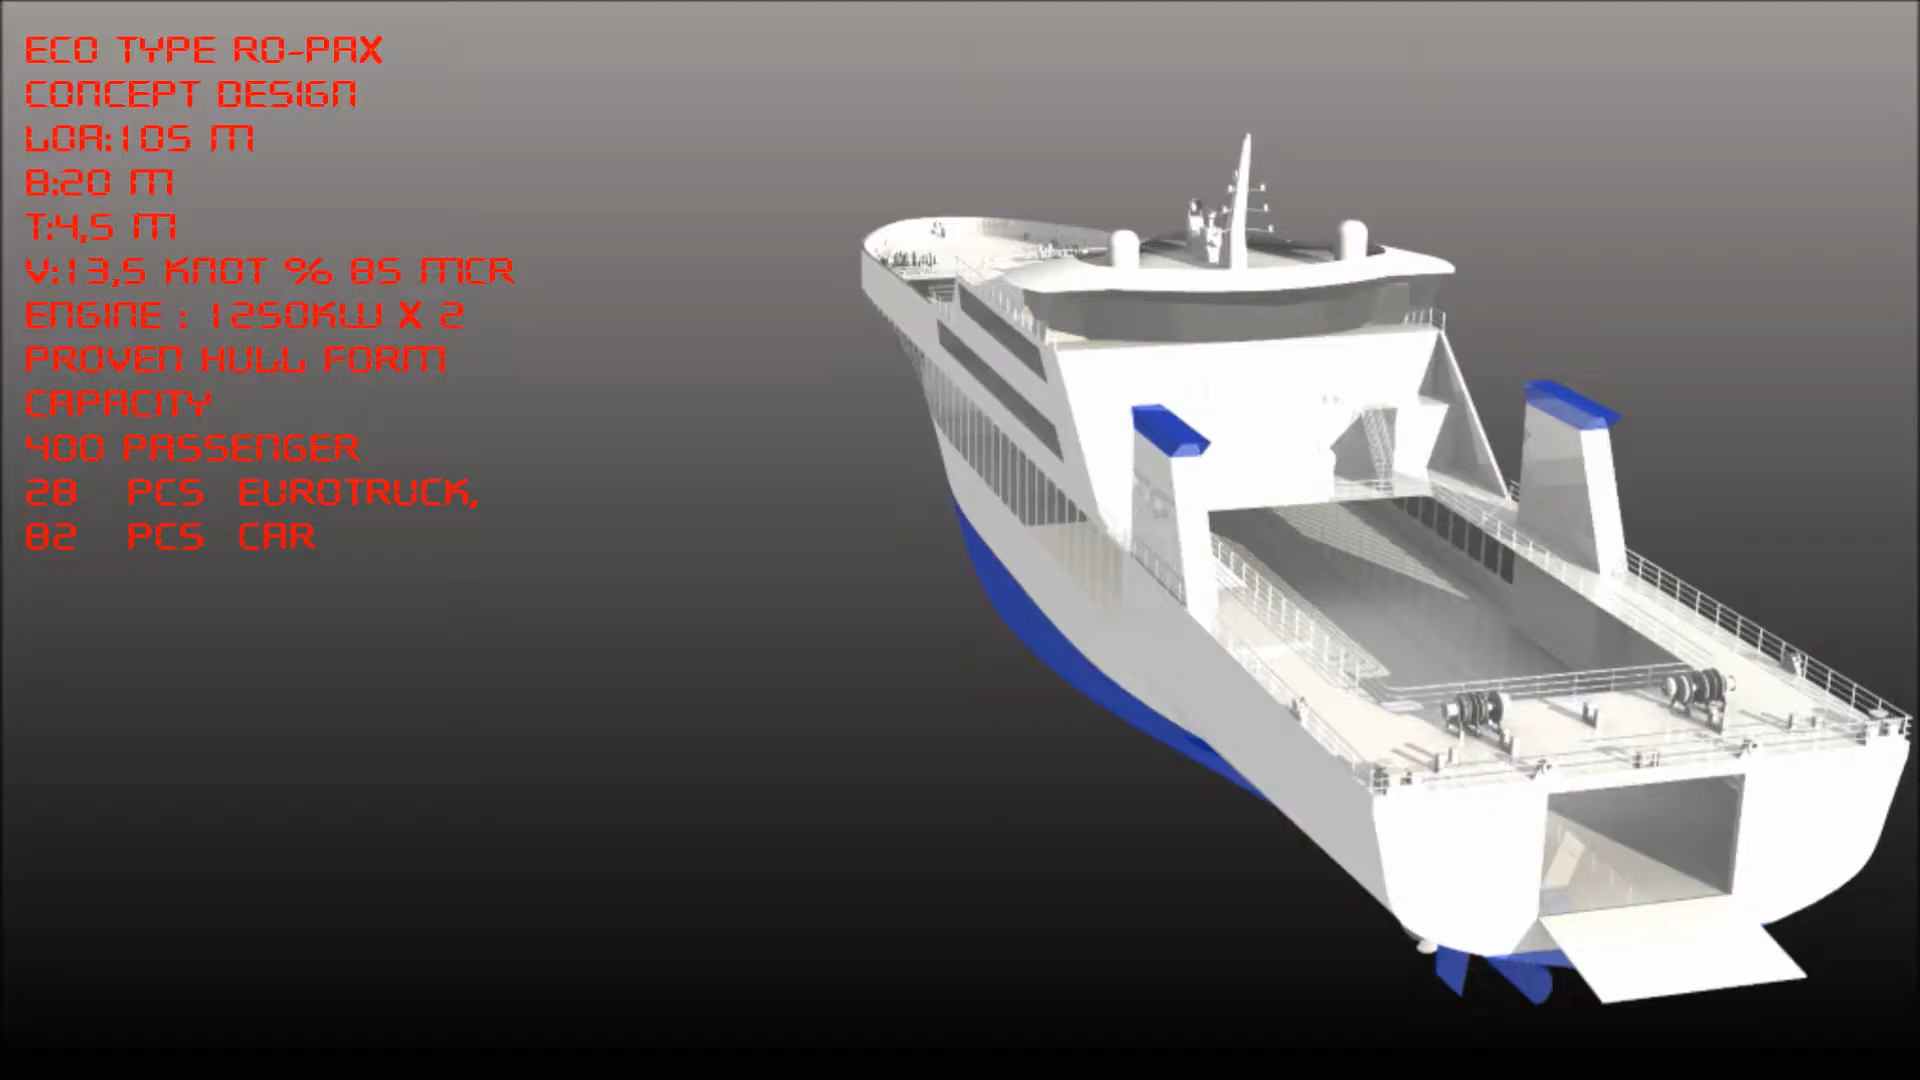 ECO TYPE RO-PAX
CONCEPT DESIGN
LOA:105 M
B:20 M
T:4,5 M
V:13,5 KNOT % 85 MCR
ENGINE : 1250KW X 2
PROVEN HULL FORM
CAPACITY
400 PASSENGER
28 PCS EUROTRUCK,
82 PCS CAR